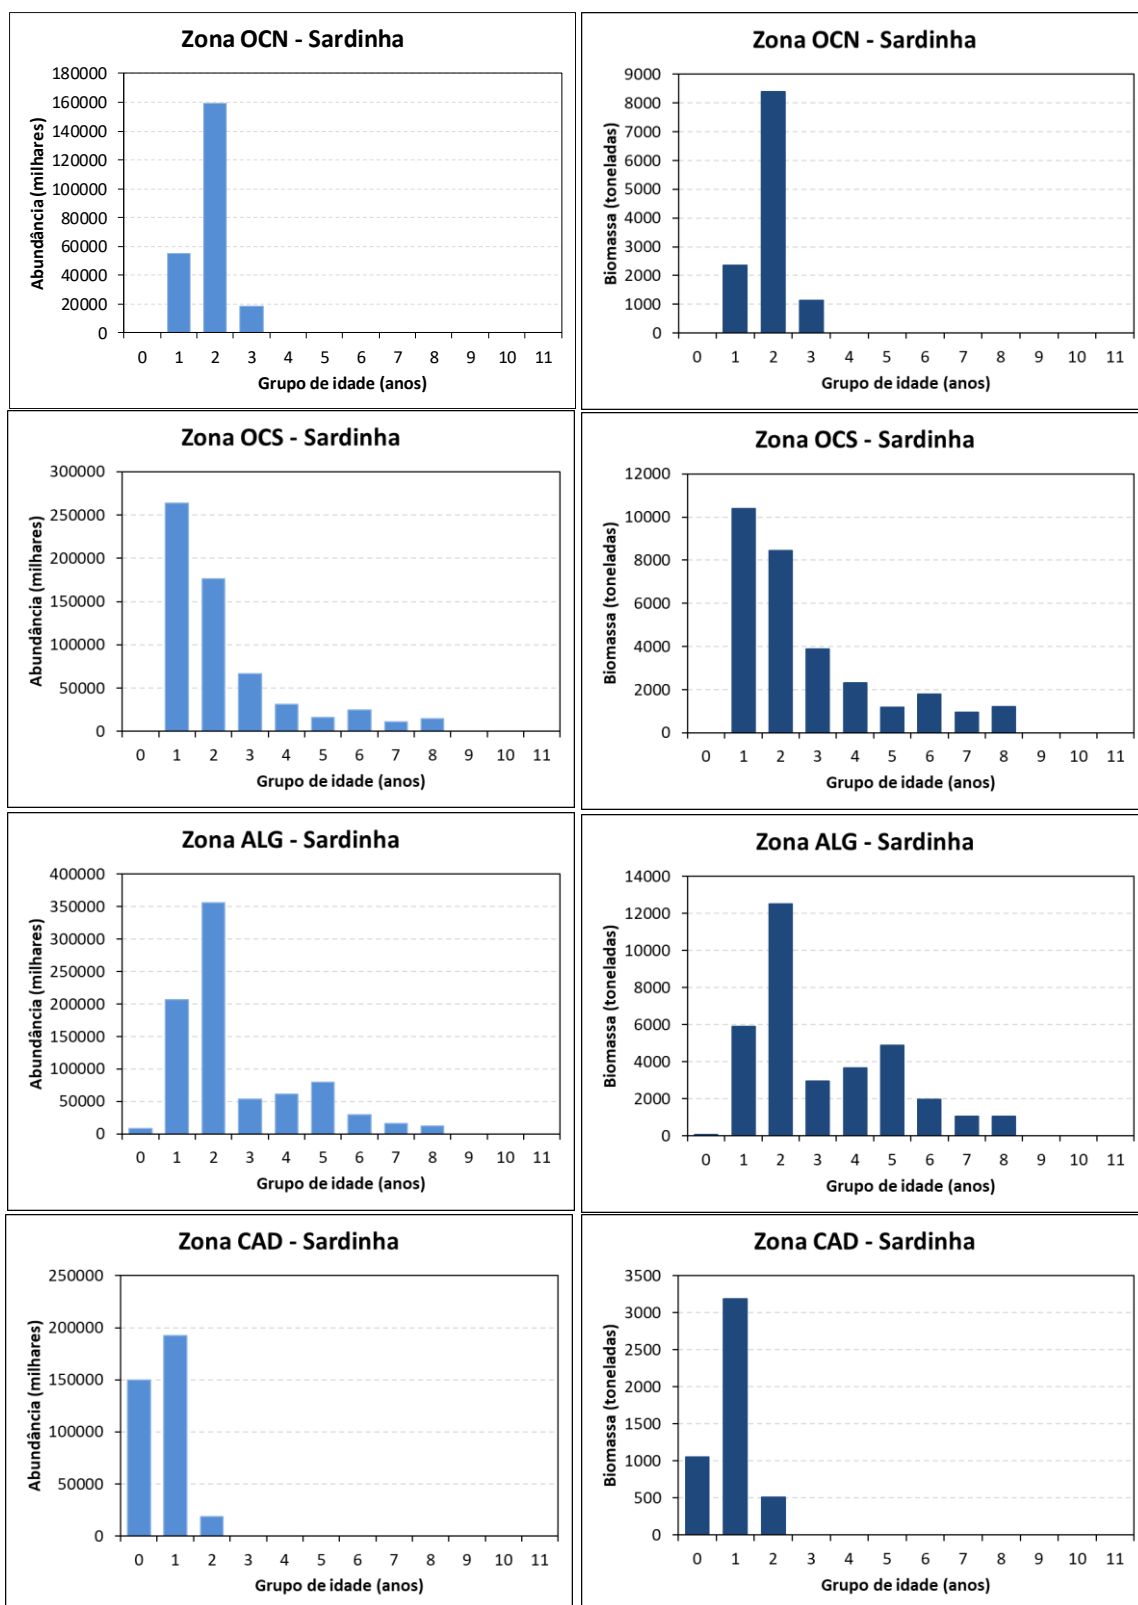 Zona OCN - Sardinha
Abundância (milhares)
180000
160000
140000
120000
100000
80000
60000
40000
20000
0
0 1 2 3 4 5 6 7 8 9 10 11
Grupo de idade (anos)
Zona OCN - Sardinha
Biomassa (toneladas)
9000
8000
7000
6000
5000
4000
3000
2000
1000
0
0 1 2 3 4 5 6 7 8 9 10 11
Grupo de idade (anos)
Zona OCS - Sardinha
Abundância (milhares)
300000
250000
200000
150000
100000
50000
0
0 1 2 3 4 5 6 7 8 9 10 11
Grupo de idade (anos)
Zona OCS - Sardinha
Biomassa (toneladas)
12000
10000
8000
6000
4000
2000
0
0 1 2 3 4 5 6 7 8 9 10 11
Grupo de idade (anos)
Zona ALG - Sardinha
Abundância (milhares)
400000
350000
300000
250000
200000
150000
100000
50000
0
0 1 2 3 4 5 6 7 8 9 10 11
Grupo de idade (anos)
Zona ALG - Sardinha
Biomassa (toneladas)
14000
12000
10000
8000
6000
4000
2000
0
0 1 2 3 4 5 6 7 8 9 10 11
Grupo de idade (anos)
Zona CAD - Sardinha
Abundância (milhares)
250000
200000
150000
100000
50000
0
0 1 2 3 4 5 6 7 8 9 10 11
Grupo de idade (anos)
Zona CAD - Sardinha
Biomassa (toneladas)
3500
3000
2500
2000
1500
1000
500
0
0 1 2 3 4 5 6 7 8 9 10 11
Grupo de idade (anos)